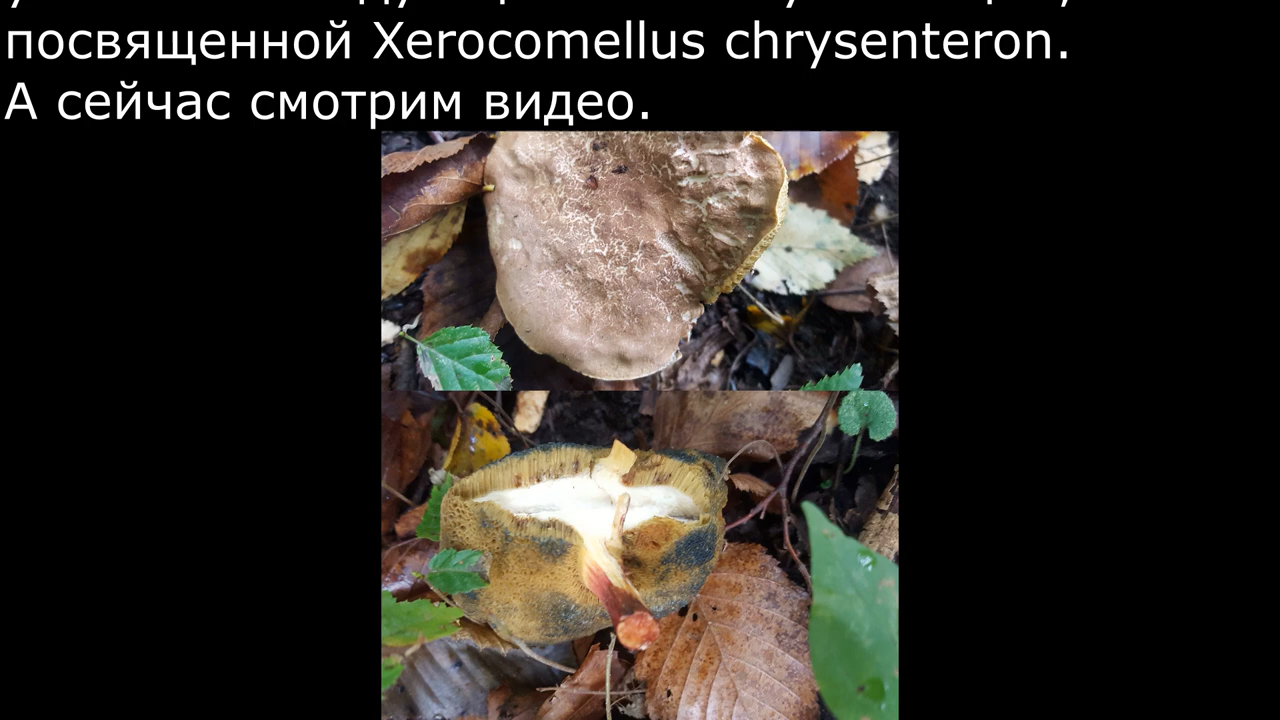 посвященной Xerocomellus chrysenteron.
А сейчас смотрим видео.